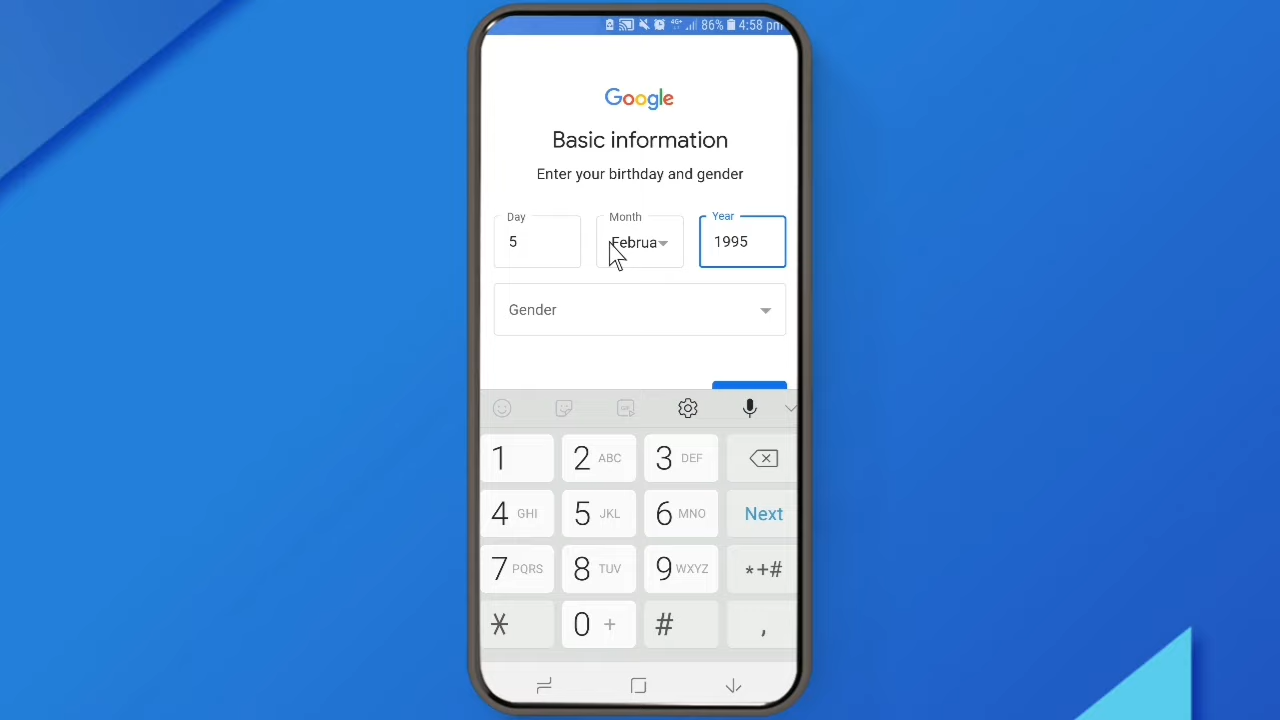 4G+ 86% 4:58 pm
Google
Basic information
Enter your birthday and gender
Day Month Year
5 Februa 1995
Gender
1 2 ABC 3 DEF
4 GHI 5 JKL 6 MNO Next
7 PQRS 8 TUV 9 WXYZ *+#
* 0 + # ,